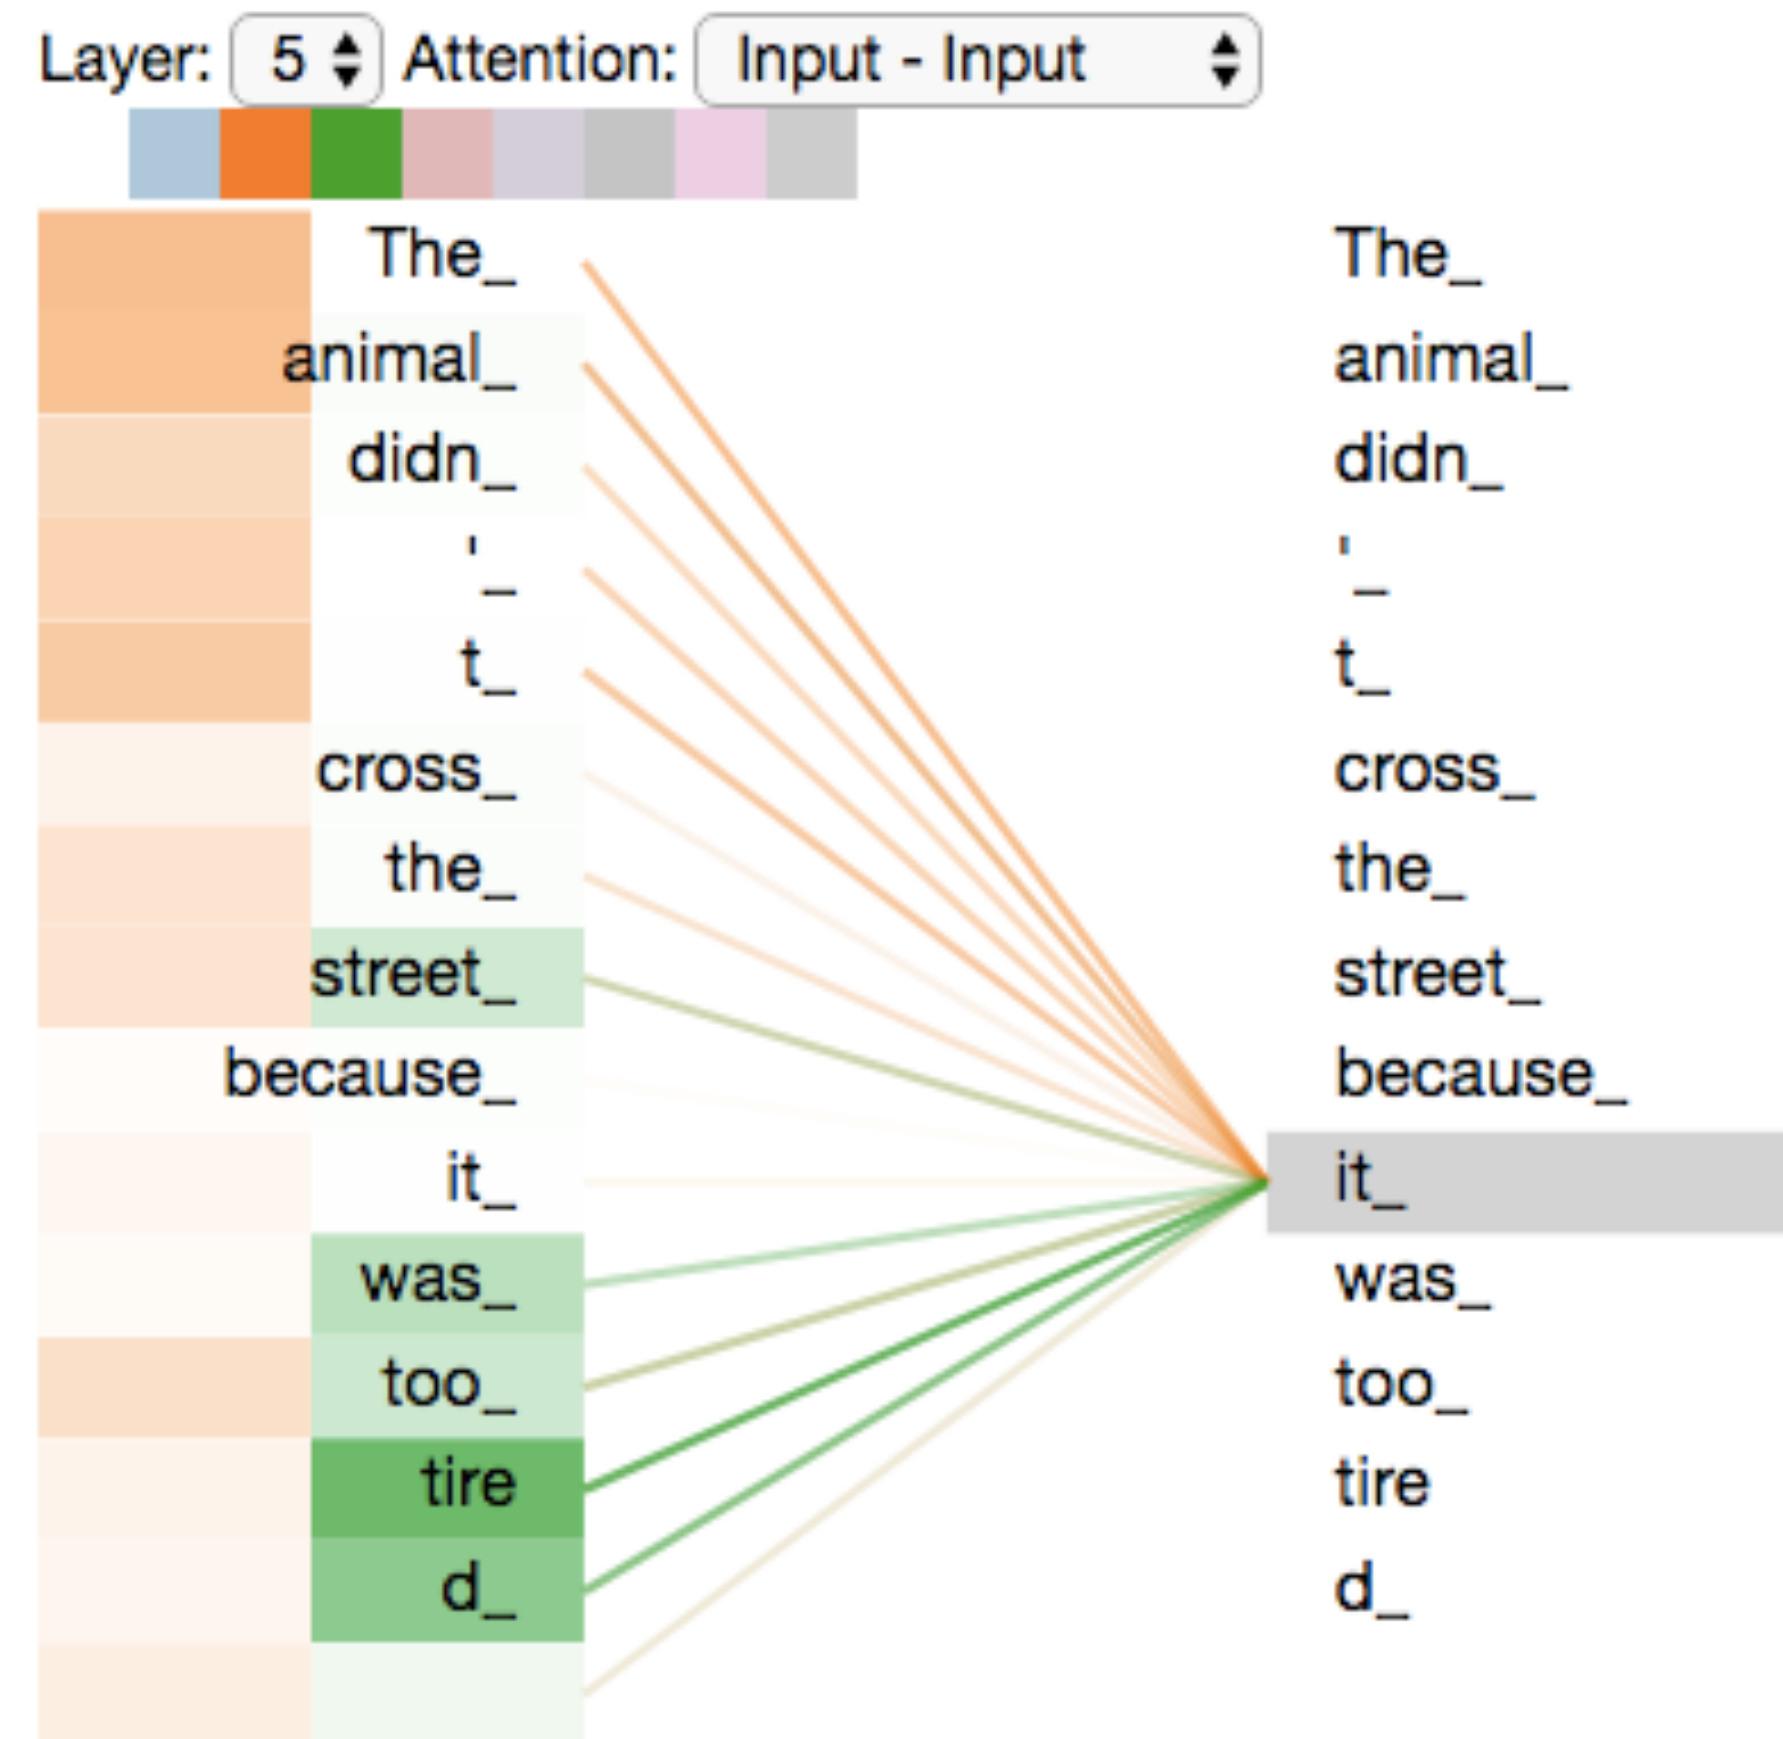 Layer: 5 Attention: Input - Input
The_ The_
animal_ animal_
didn_ didn_
'_ '_
t_ t_
cross_ cross_
the_ the_
street_ street_
because_ because_
it_ it_
was_ was_
too_ too_
tire tire
d_ d_